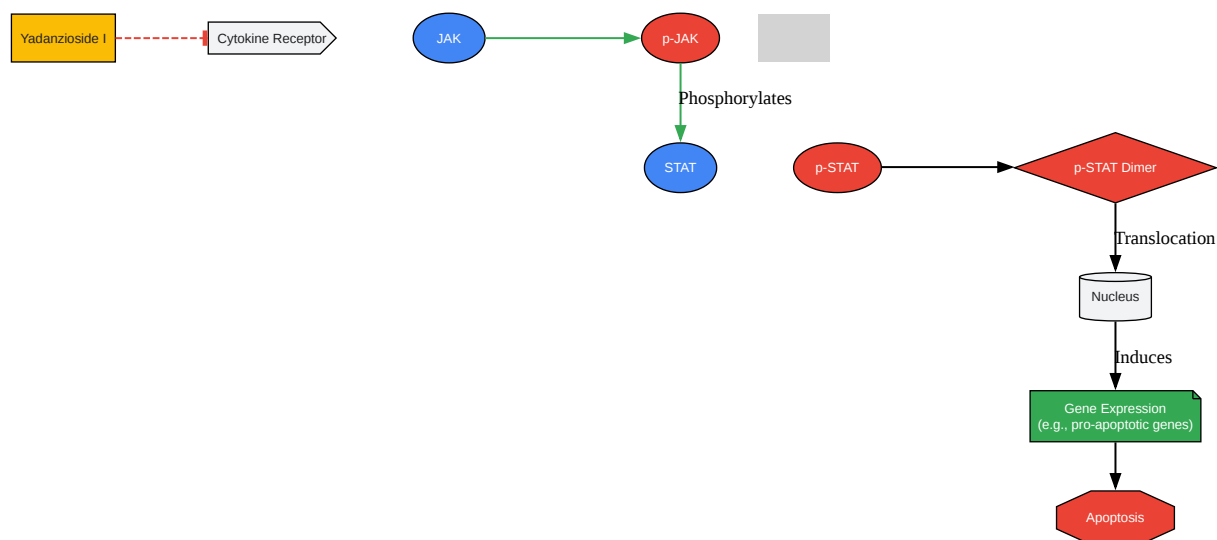 Yadanzioside I
Cytokine Receptor
JAK
p-JAK
Phosphorylates
STAT
p-STAT
p-STAT Dimer
Translocation
Nucleus
Induces
Gene Expression
(e.g., pro-apoptotic genes)
Apoptosis